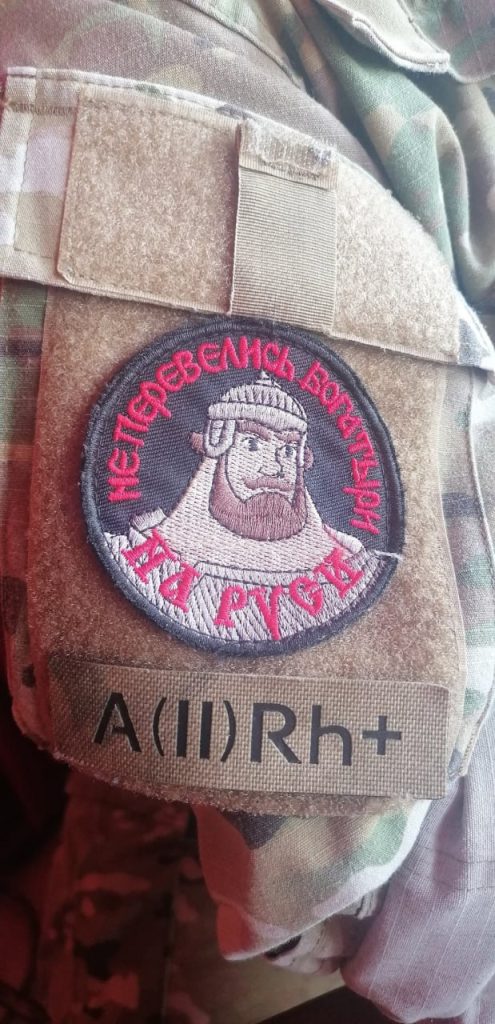 НЕ ПЕРЕВЕЛИСЬ БОГАТЫРИ
НА РУСИ
A(II)Rh+